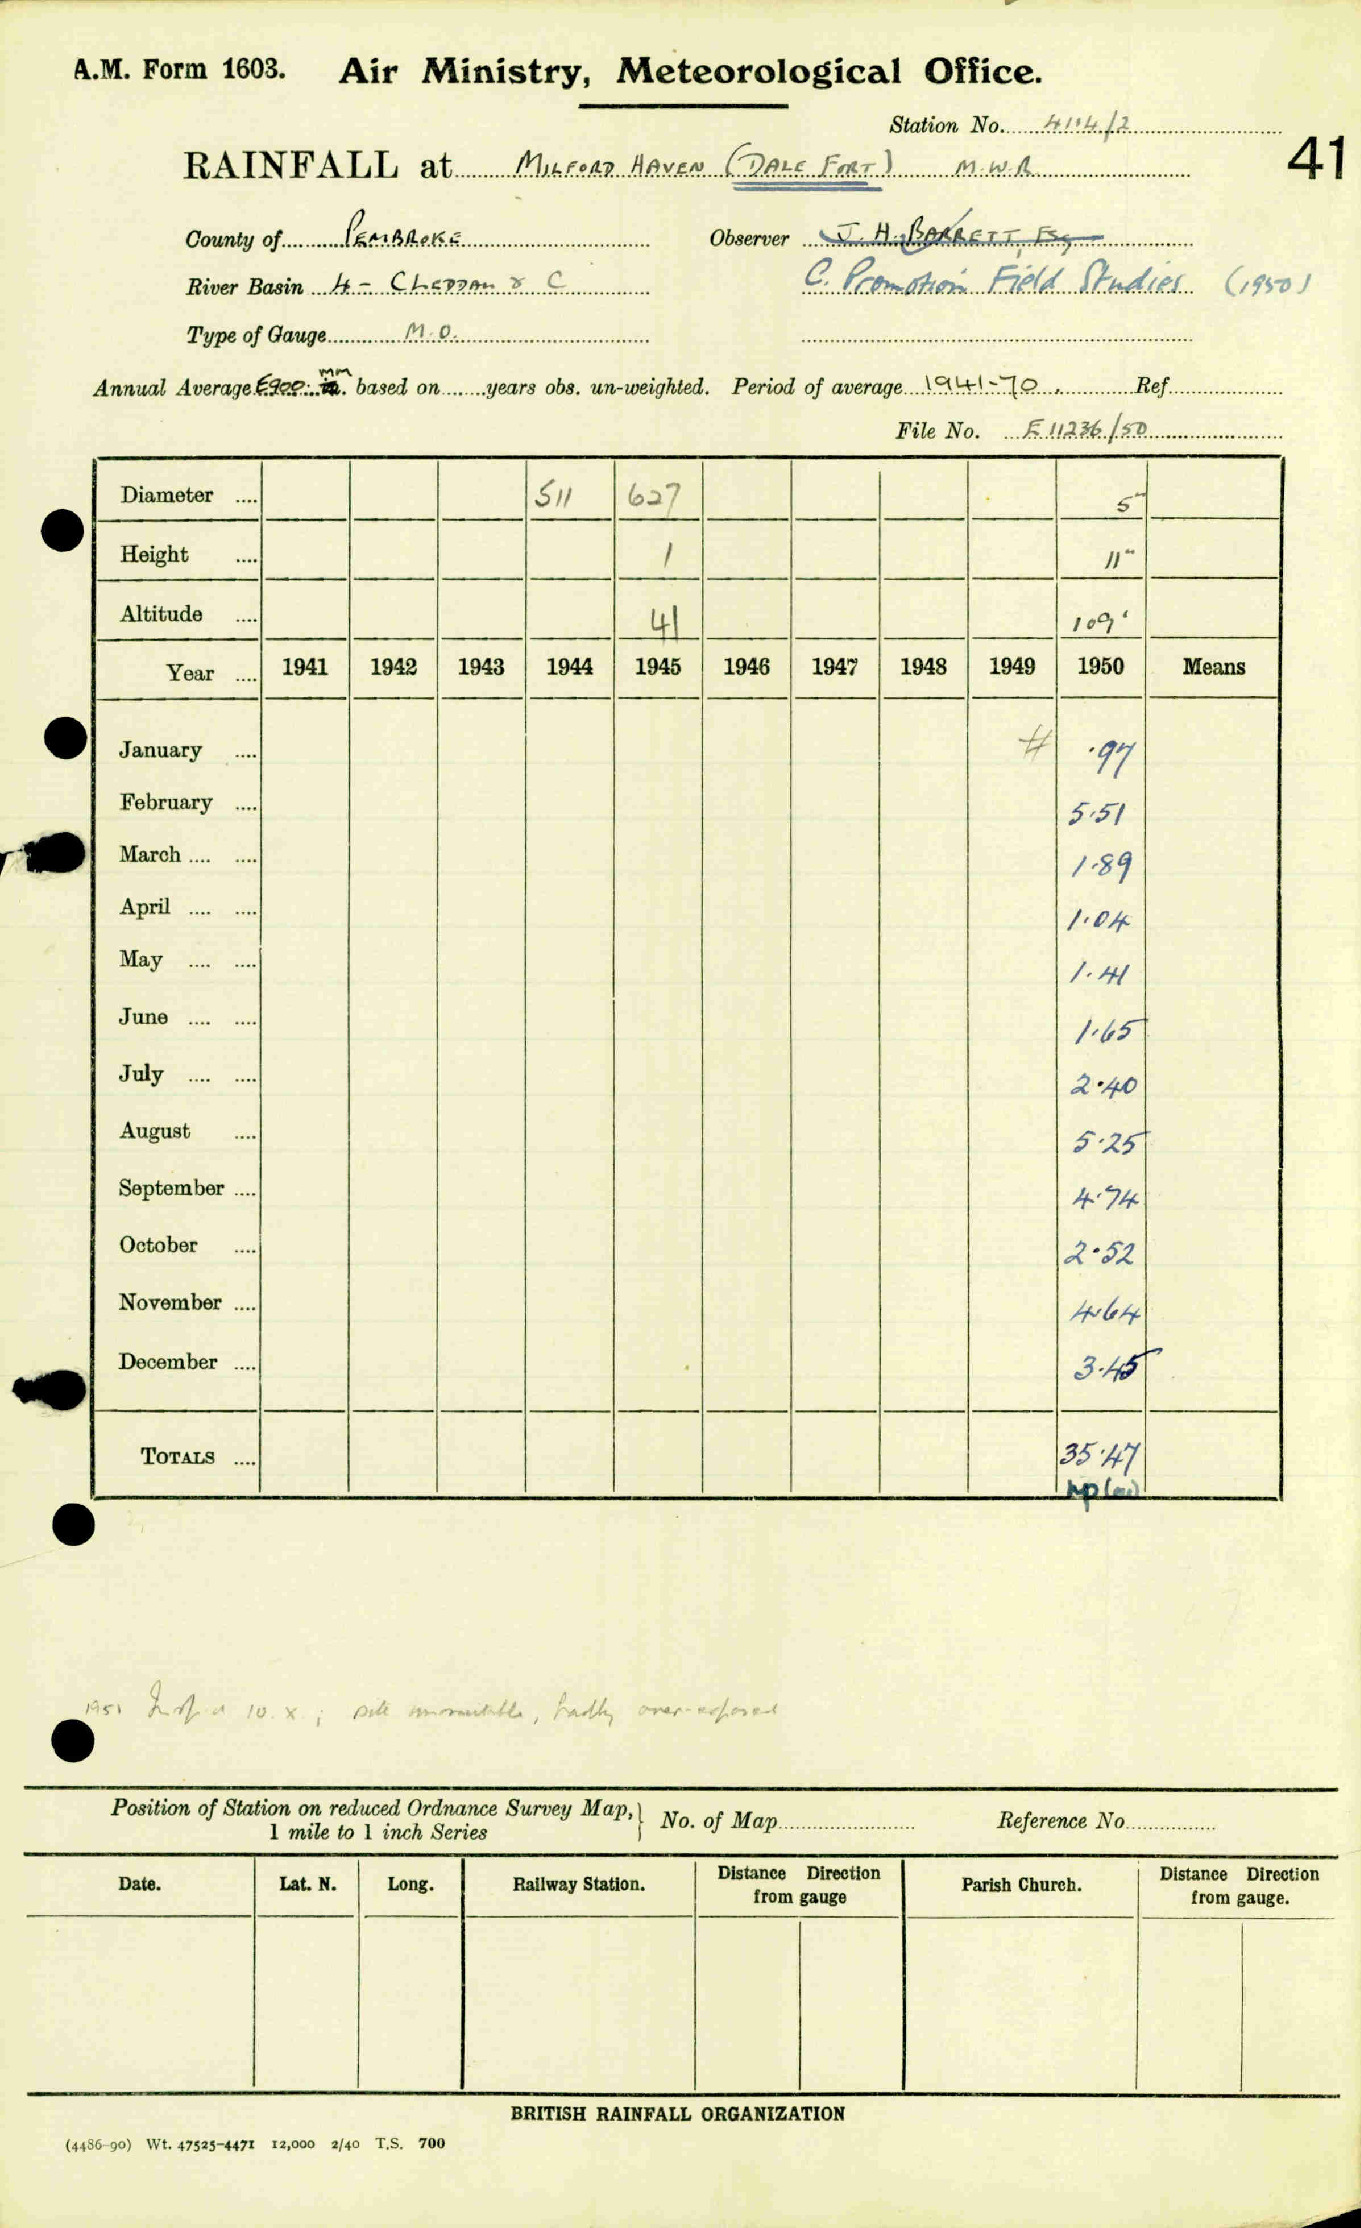 A.M. Form 1603. Air Ministry, Meteorological Office.
Station No. 414/2
RAINFALL at MILFORD HAVEN (DALE FORT) M.W.R. 41
County of PEMBROKE Observer J. H. BARRETT, Esq
River Basin 4 - CLEDDAU & C C. Promotion Field Studies (1950)
Type of Gauge M.O.
Annual Average E900 in. mm based on years obs. un-weighted. Period of average 1941-70. Ref
File No. E 11236/50
Diameter .... 511 627 5"
Height .... 1 11"
Altitude .... 41 109'
Year .... 1941 1942 1943 1944 1945 1946 1947 1948 1949 1950 Means
January .... # .97
February .... 5.51
March .... .... 1.89
April .... .... 1.04
May .... .... 1.41
June .... .... 1.65
July .... .... 2.40
August .... 5.25
September .... 4.74
October .... 2.52
November .... 4.64
December .... 3.45
TOTALS .... 35.47
1951 10. x ; site unsuitable, badly over-exposed
Position of Station on reduced Ordnance Survey Map, } No. of Map Reference No.
1 mile to 1 inch Series
Date. Lat. N. Long. Railway Station. Distance Direction Parish Church. Distance Direction
from gauge from gauge.
BRITISH RAINFALL ORGANIZATION
(4486-90) Wt. 47525-4471 12,000 2/40 T.S. 700